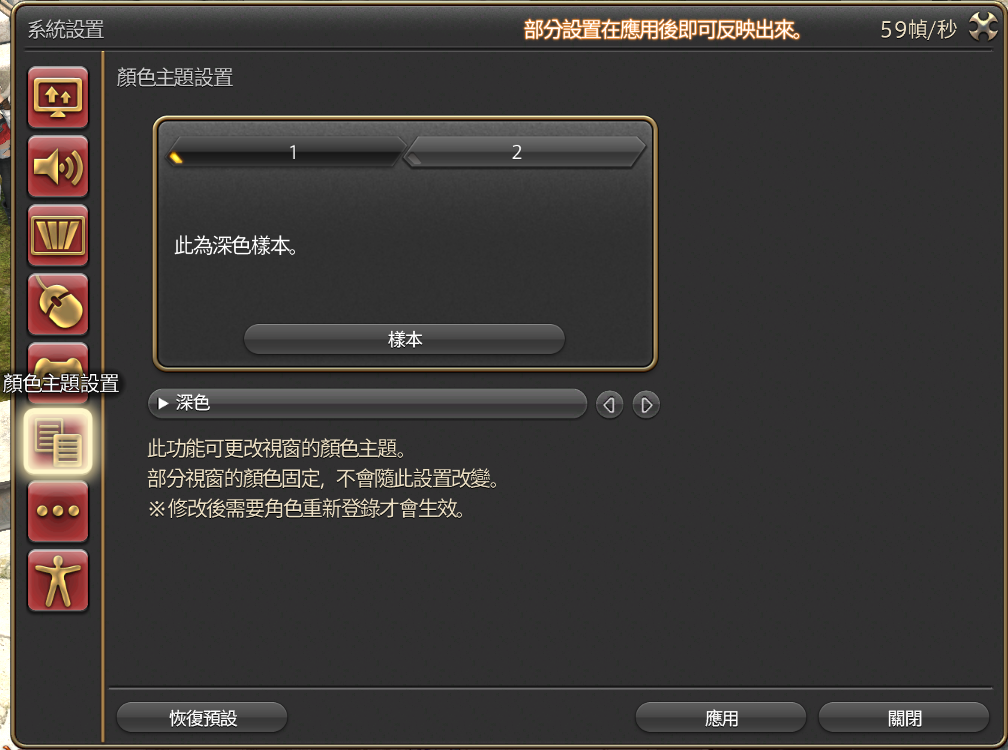 系統設置
部分設置在應用後即可反映出來。
59幀/秒
顏色主題設置
1
2
此為深色樣本。
樣本
顏色主題設置
深色
此功能可更改視窗的顏色主題。
部分視窗的顏色固定，不會隨此設置改變。
※修改後需要角色重新登錄才會生效。
恢復預設
應用
關閉